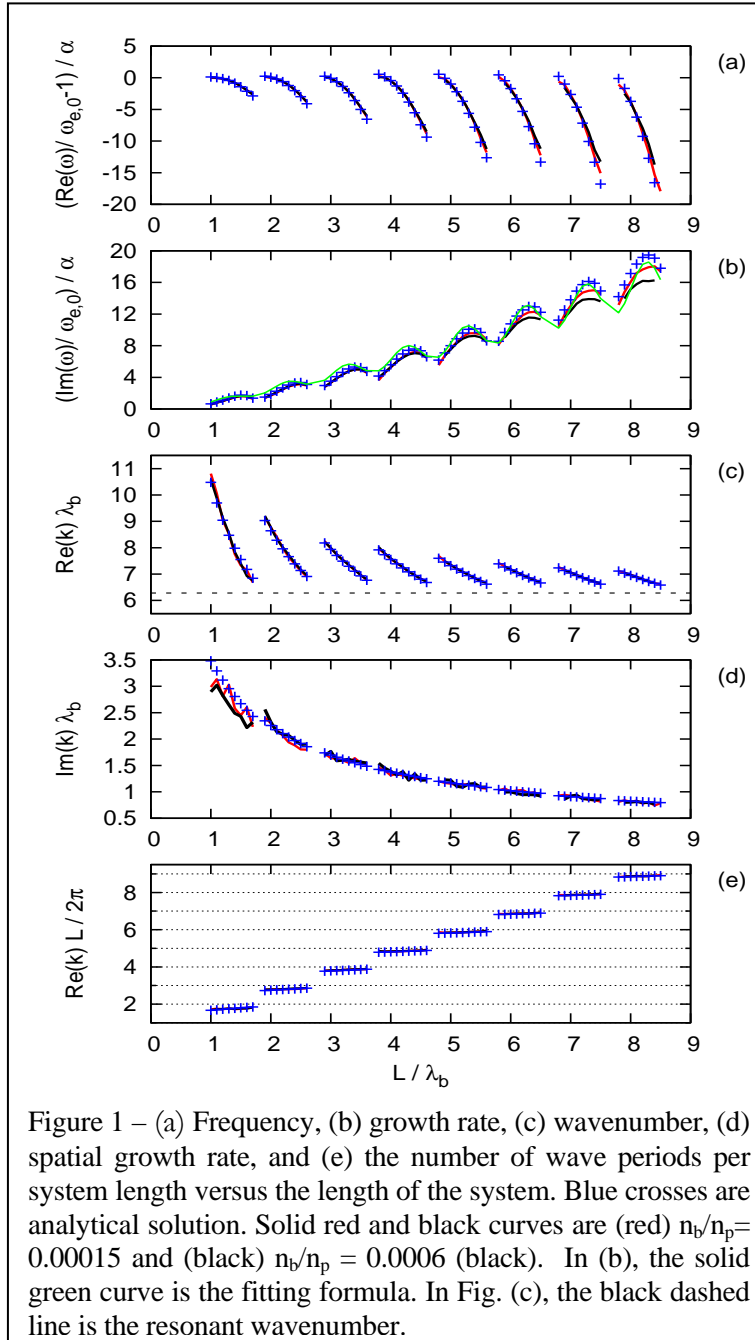 (Re(ω)/ ω_{e,0}-1) / α
5
0
-5
-10
-15
-20
(a)
0 1 2 3 4 5 6 7 8 9
(Im(ω)/ ω_{e,0}) / α
20
16
12
8
4
0
(b)
0 1 2 3 4 5 6 7 8 9
Re(k) λ_b
11
10
9
8
7
6
(c)
0 1 2 3 4 5 6 7 8 9
Im(k) λ_b
3.5
3
2.5
2
1.5
1
0.5
(d)
0 1 2 3 4 5 6 7 8 9
Re(k) L / 2π
8
6
4
2
(e)
0 1 2 3 4 5 6 7 8 9
L / λ_b
Figure 1 – (a) Frequency, (b) growth rate, (c) wavenumber, (d)
spatial growth rate, and (e) the number of wave periods per
system length versus the length of the system. Blue crosses are
analytical solution. Solid red and black curves are (red) n_b/n_p=
0.00015 and (black) n_b/n_p = 0.0006 (black). In (b), the solid
green curve is the fitting formula. In Fig. (c), the black dashed
line is the resonant wavenumber.